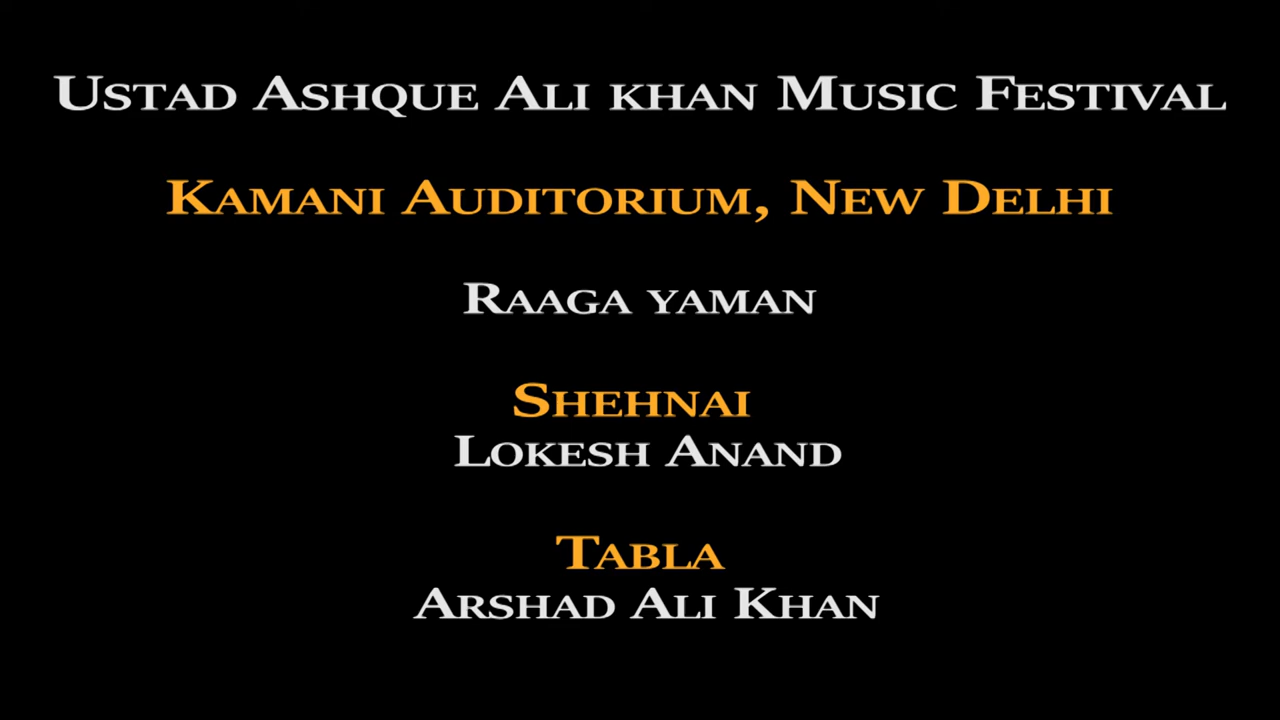 Ustad Ashque Ali khan Music Festival
Kamani Auditorium, New Delhi
Raaga yaman
Shehnai
Lokesh Anand
Tabla
Arshad Ali Khan